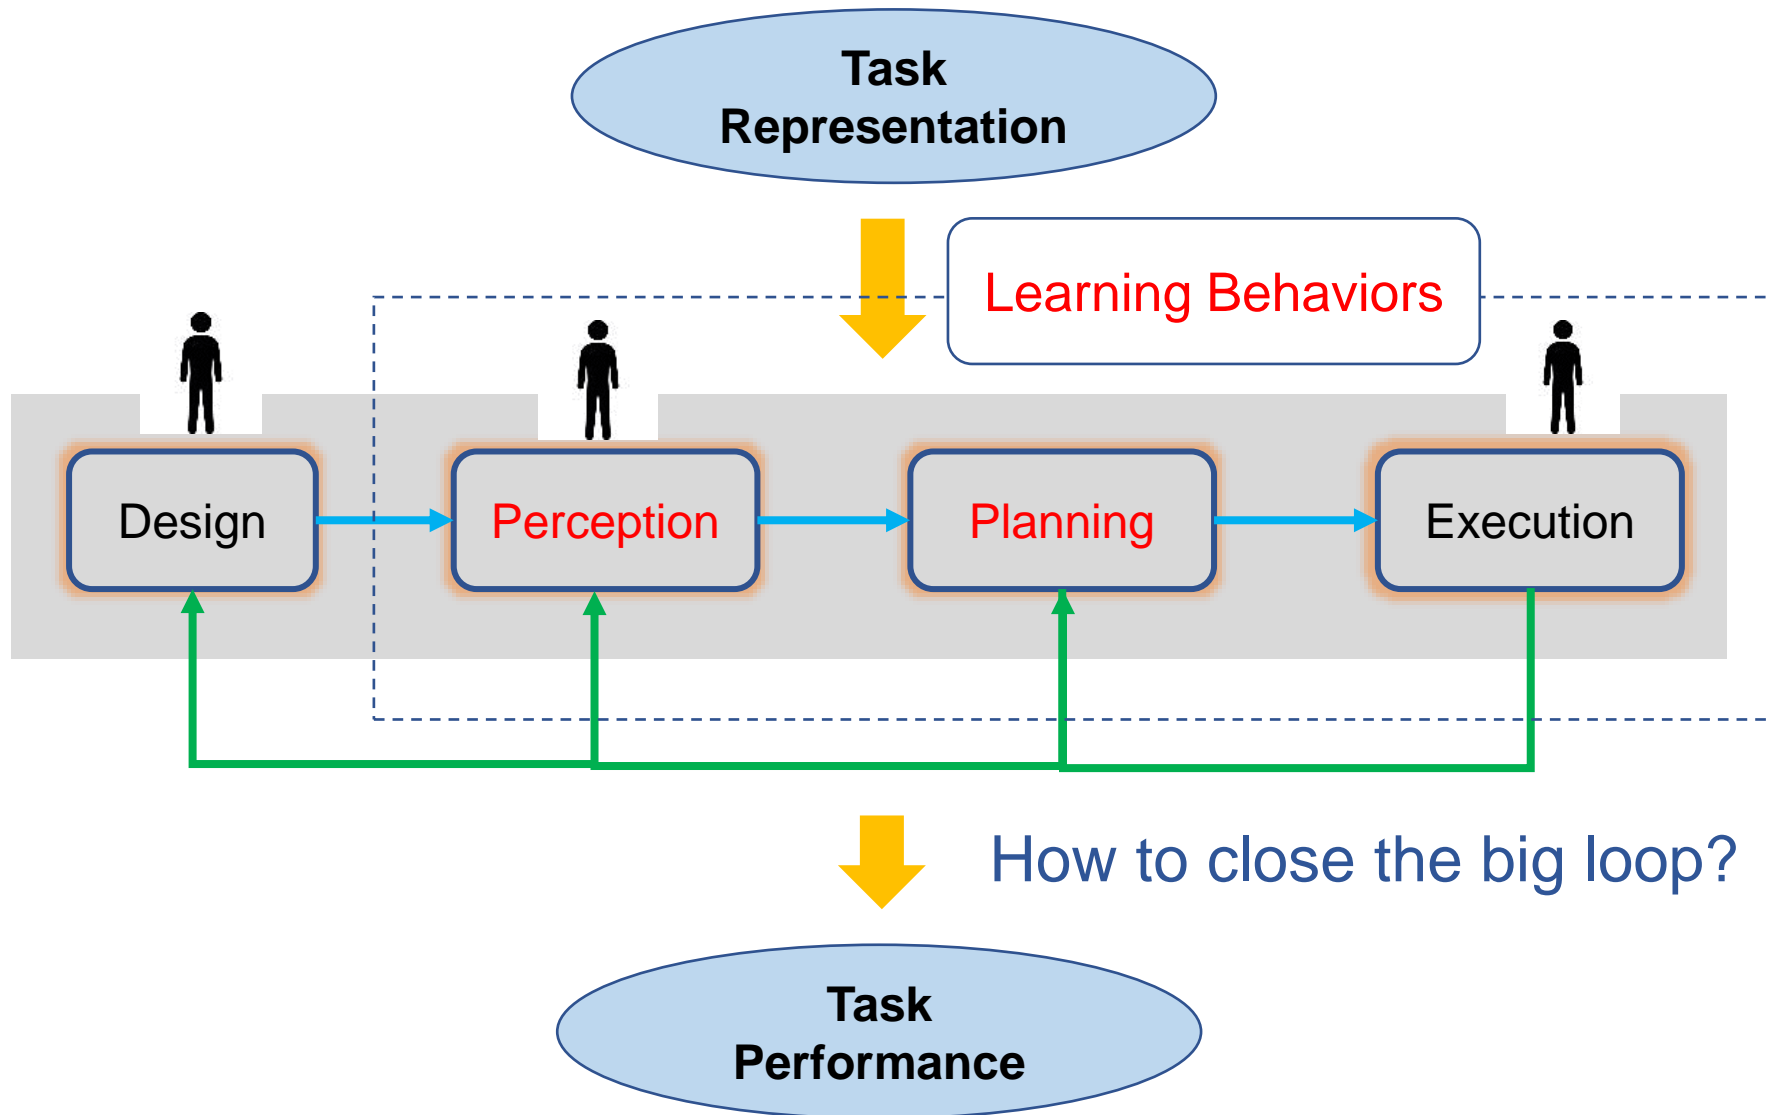 Task
Representation
Learning Behaviors
Design
Perception
Planning
Execution
How to close the big loop?
Task
Performance